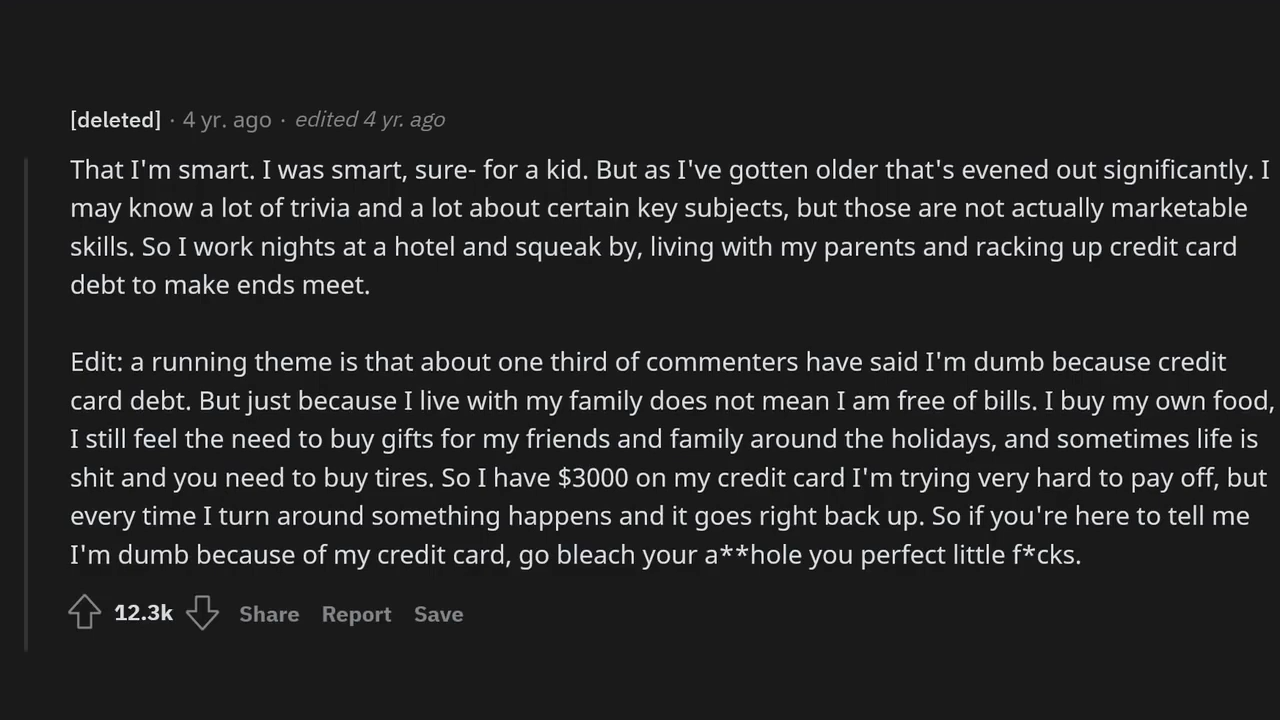 [deleted] · 4 yr. ago · edited 4 yr. ago
That I'm smart. I was smart, sure- for a kid. But as I've gotten older that's evened out significantly. I
may know a lot of trivia and a lot about certain key subjects, but those are not actually marketable
skills. So I work nights at a hotel and squeak by, living with my parents and racking up credit card
debt to make ends meet.
Edit: a running theme is that about one third of commenters have said I'm dumb because credit
card debt. But just because I live with my family does not mean I am free of bills. I buy my own food,
I still feel the need to buy gifts for my friends and family around the holidays, and sometimes life is
shit and you need to buy tires. So I have $3000 on my credit card I'm trying very hard to pay off, but
every time I turn around something happens and it goes right back up. So if you're here to tell me
I'm dumb because of my credit card, go bleach your a**hole you perfect little f*cks.
12.3k Share Report Save